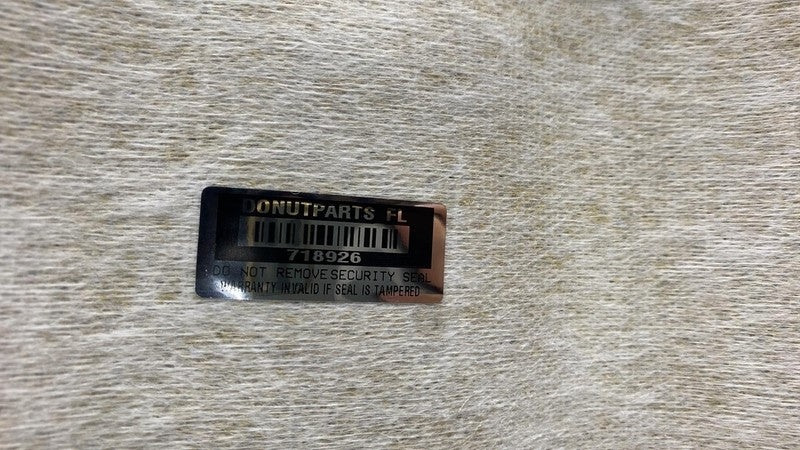 DONUTPARTS FL
718926
DO NOT REMOVE SECURITY SEAL
WARRANTY INVALID IF SEAL IS TAMPERED